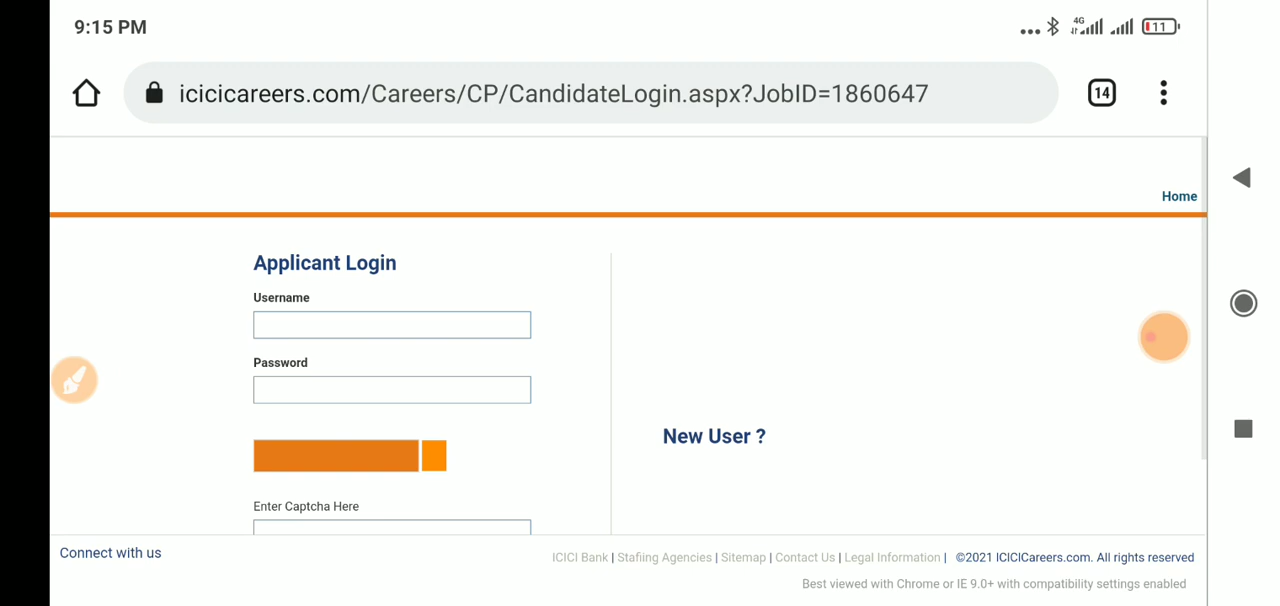 9:15 PM
4G
11
icicicareers.com/Careers/CP/CandidateLogin.aspx?JobID=1860647
14
Home
Applicant Login
Username
Password
New User ?
Enter Captcha Here
Connect with us
ICICI Bank | Stafiing Agencies | Sitemap | Contact Us | Legal Information | ©2021 ICICICareers.com. All rights reserved
Best viewed with Chrome or IE 9.0+ with compatibility settings enabled